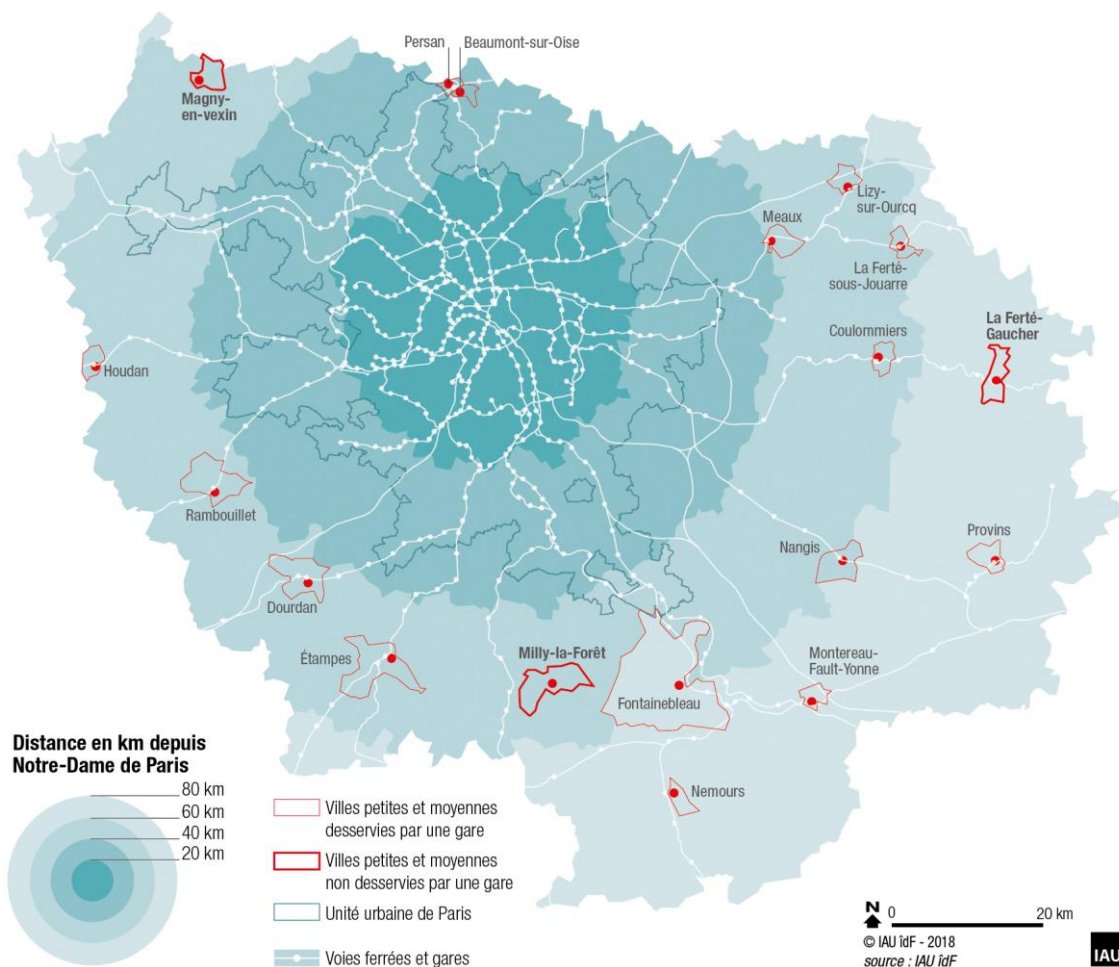 Persan
Beaumont-sur-Oise
Magny-
en-vexin
Lizy-
sur-Ourcq
Meaux
La Ferté-
sous-Jouarre
La Ferté-
Gaucher
Coulommiers
Houdan
Rambouillet
Nangis
Provins
Dourdan
Étampes
Milly-la-Forêt
Fontainebleau
Montereau-
Fault-Yonne
Nemours
Distance en km depuis
Notre-Dame de Paris
80 km
60 km
40 km
20 km
Villes petites et moyennes
desservies par une gare
Villes petites et moyennes
non desservies par une gare
Unité urbaine de Paris
Voies ferrées et gares
N
0
20 km
© IAU îdF - 2018
source : IAU îdF
IAU